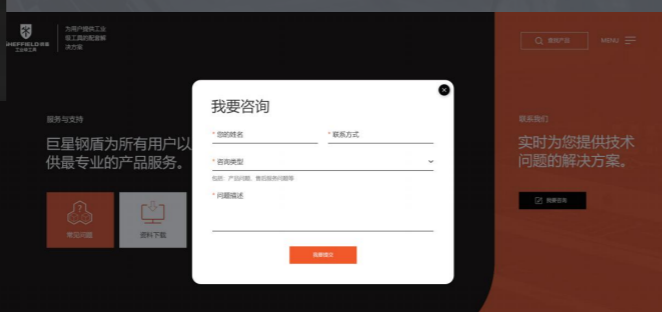 为用户提供工业
级工具的配套解
决方案
SHEFFIELD
查询产品
MENU
服务与支持
巨星钢盾为所有用户以
供最专业的产品服务。
常见问题
资料下载
我要咨询
* 您的姓名
* 联系方式
* 咨询类型
包括：产品问题、售后服务问题等
* 问题描述
我要提交
联系我们
实时为您提供技术
问题的解决方案。
我要咨询